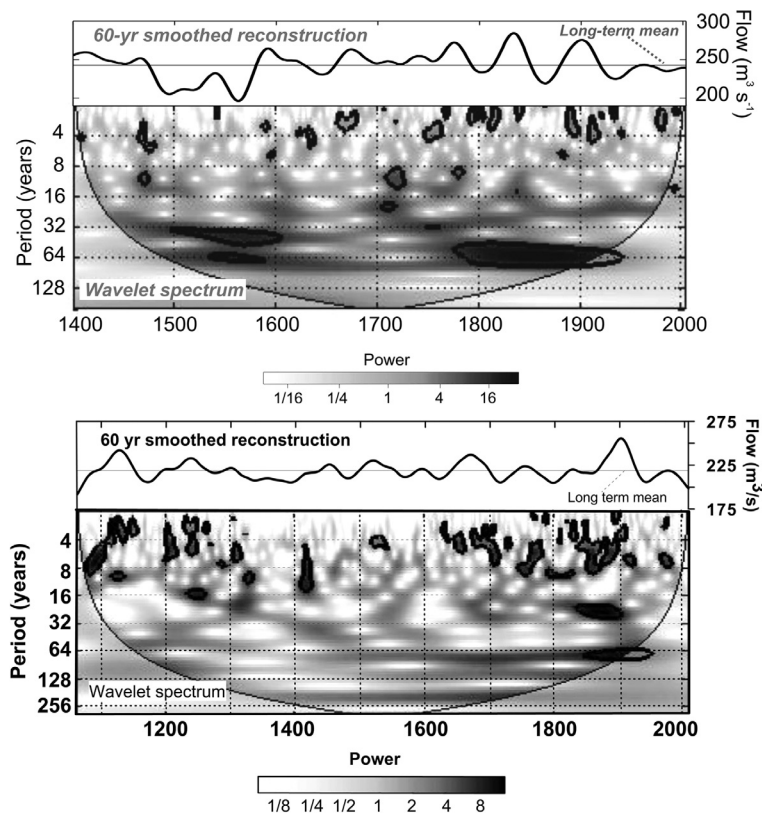 60-yr smoothed reconstruction
Long-term mean
300
250
200
Flow (m³ s⁻¹)
Period (years)
4
8
16
32
64
128
Wavelet spectrum
1400 1500 1600 1700 1800 1900 2000
Power
1/16 1/4 1 4 16
60 yr smoothed reconstruction
Long term mean
275
225
175
Flow (m³/s)
Period (years)
4
8
16
32
64
128
256
Wavelet spectrum
1200 1400 1600 1800 2000
Power
1/8 1/4 1/2 1 2 4 8